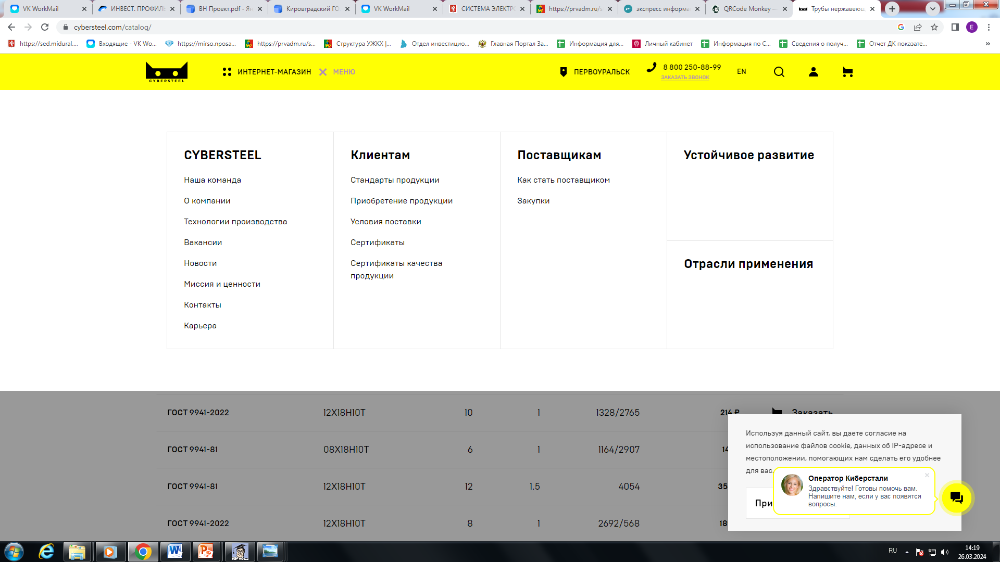 VK WorkMail
ИНВЕСТ. ПРОФИЛЬ
ВН Проект.pdf - Ян
Кировградский ГО
VK WorkMail
СИСТЕМА ЭЛЕКТРО
https://prvadm.ru/s
экспресс информа
QRCode Monkey —
Трубы нержавеющ
cybersteel.com/catalog/
E
https://sed.midural....
Входящие - VK Wo...
https://mirso.nposa...
https://prvadm.ru/s...
Структура УЖКХ |...
Отдел инвестицио...
Главная Портал За...
Информация для...
Личный кабинет
Информация по С...
Сведения о получ...
Отчет ДК показате...
»
CYBERSTEEL
ИНТЕРНЕТ-МАГАЗИН
МЕНЮ
ПЕРВОУРАЛЬСК
8 800 250-88-99
ЗАКАЗАТЬ ЗВОНОК
EN
CYBERSTEEL
Наша команда
О компании
Технологии производства
Вакансии
Новости
Миссия и ценности
Контакты
Карьера
Клиентам
Стандарты продукции
Приобретение продукции
Условия поставки
Сертификаты
Сертификаты качества
продукции
Поставщикам
Как стать поставщиком
Закупки
Устойчивое развитие
Отрасли применения
ГОСТ 9941-2022 12Х18Н10Т 10 1 1328/2765 214 ₽ Заказать
ГОСТ 9941-81 08Х18Н10Т 6 1 1164/2907 14
ГОСТ 9941-81 12Х18Н10Т 12 1.5 4054 35
ГОСТ 9941-2022 12Х18Н10Т 8 1 2692/568 18
Используя данный сайт, вы даете согласие на
использование файлов cookie, данных об IP-адресе и
местоположении, помогающих нам сделать его удобнее
для вас.
При
Оператор Киберстали
Здравствуйте! Готовы помочь вам.
Напишите нам, если у вас появятся
вопросы.
RU
14:19
26.03.2024